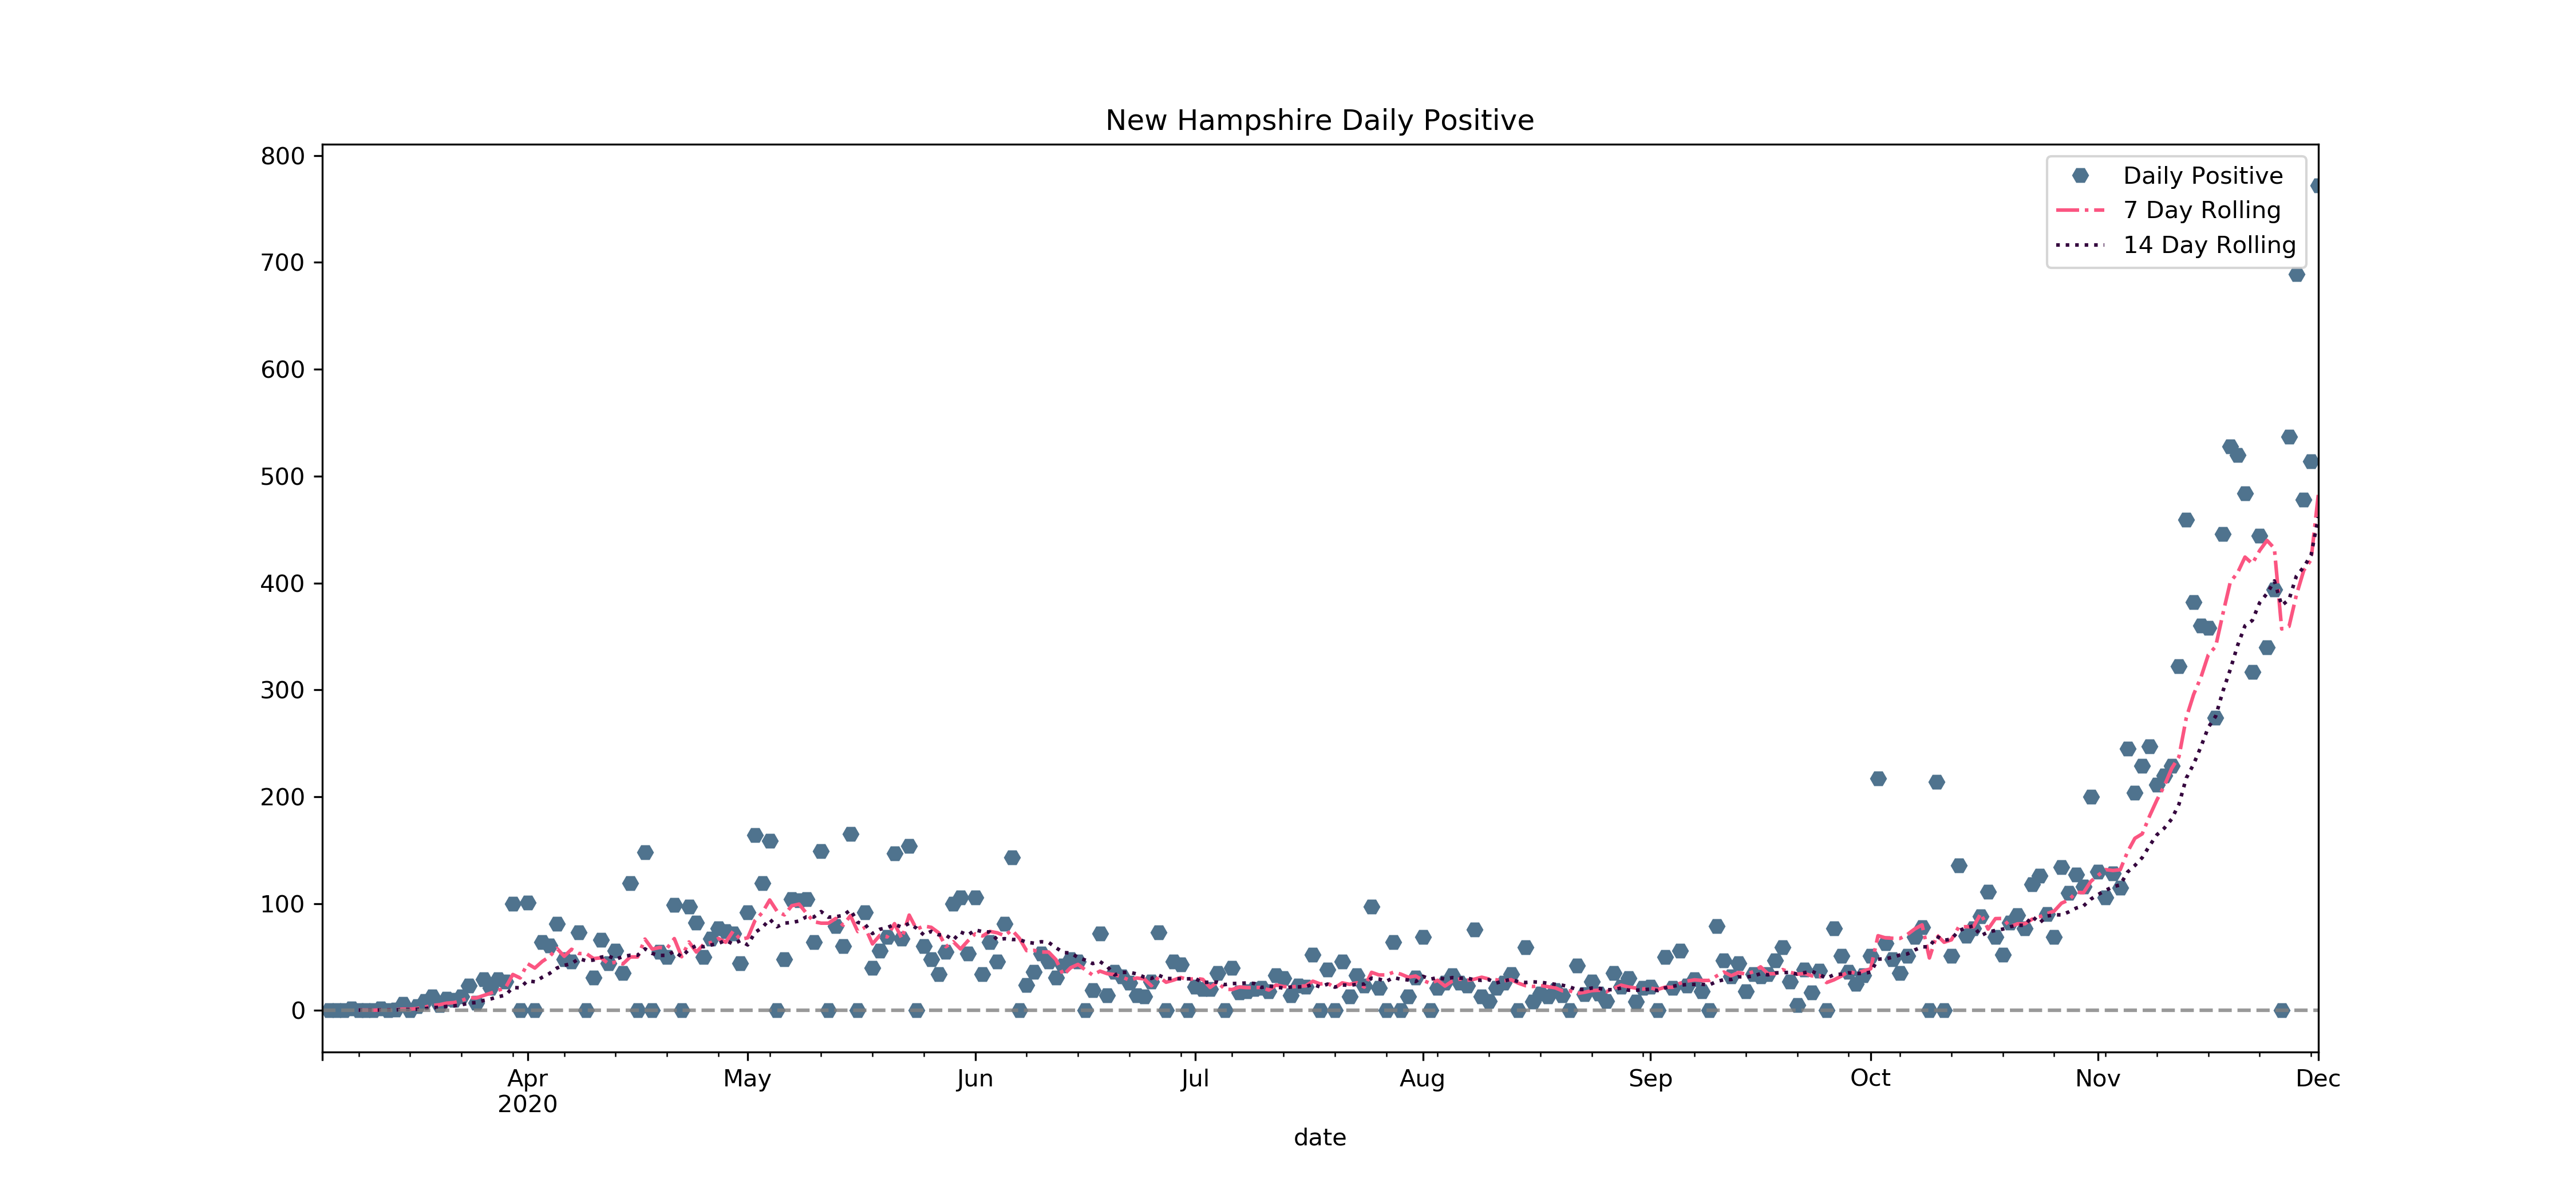 New Hampshire Daily Positive
800
700
600
500
400
300
200
100
0
Daily Positive
7 Day Rolling
14 Day Rolling
Apr May Jun Jul Aug Sep Oct Nov Dec
2020
date